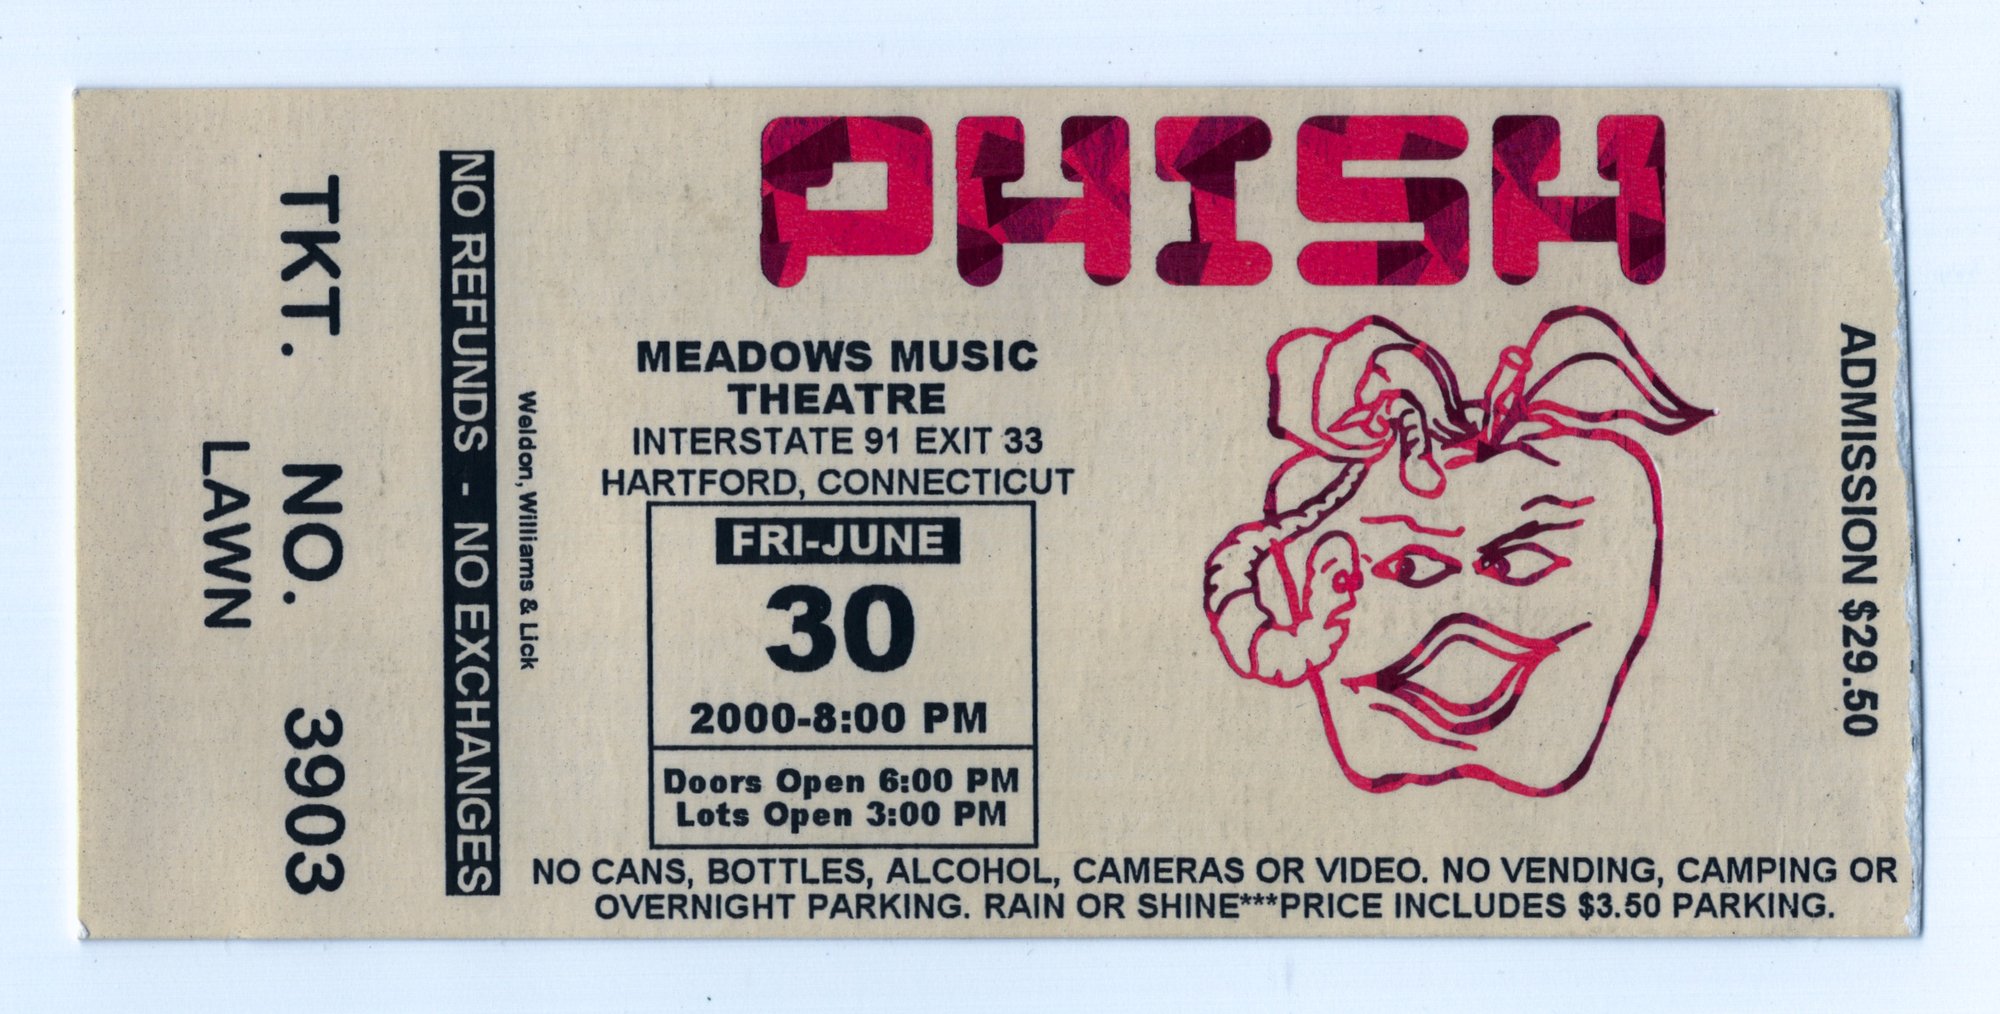 TKT. NO. 3903
LAWN
NO REFUNDS - NO EXCHANGES
Weldon, Williams & Lick
PHISH
MEADOWS MUSIC
THEATRE
INTERSTATE 91 EXIT 33
HARTFORD, CONNECTICUT
FRI-JUNE
30
2000-8:00 PM
Doors Open 6:00 PM
Lots Open 3:00 PM
NO CANS, BOTTLES, ALCOHOL, CAMERAS OR VIDEO. NO VENDING, CAMPING OR
OVERNIGHT PARKING. RAIN OR SHINE***PRICE INCLUDES $3.50 PARKING.
ADMISSION $29.50